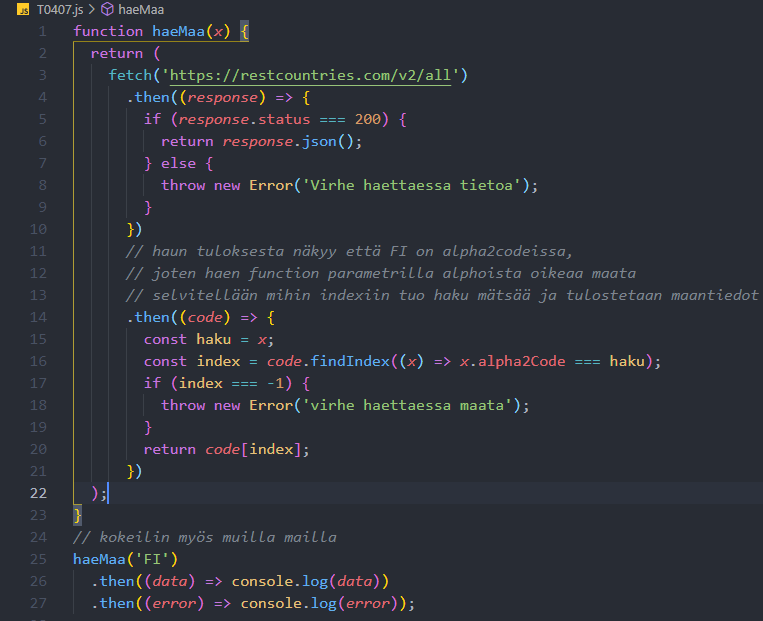 JS T0407.js > haeMaa
1 function haeMaa(x) {
2 return (
3 fetch('https://restcountries.com/v2/all')
4 .then((response) => {
5 if (response.status === 200) {
6 return response.json();
7 } else {
8 throw new Error('Virhe haettaessa tietoa');
9 }
10 })
11 // haun tuloksesta näkyy että FI on alpha2codeissa,
12 // joten haen function parametrilla alphoista oikeaa maata
13 // selvitellään mihin indexiin tuo haku mätsää ja tulostetaan maantiedot
14 .then((code) => {
15 const haku = x;
16 const index = code.findIndex((x) => x.alpha2Code === haku);
17 if (index === -1) {
18 throw new Error('virhe haettaessa maata');
19 }
20 return code[index];
21 })
22 );
23 }
24 // kokeilin myös muilla mailla
25 haeMaa('FI')
26 .then((data) => console.log(data))
27 .then((error) => console.log(error));